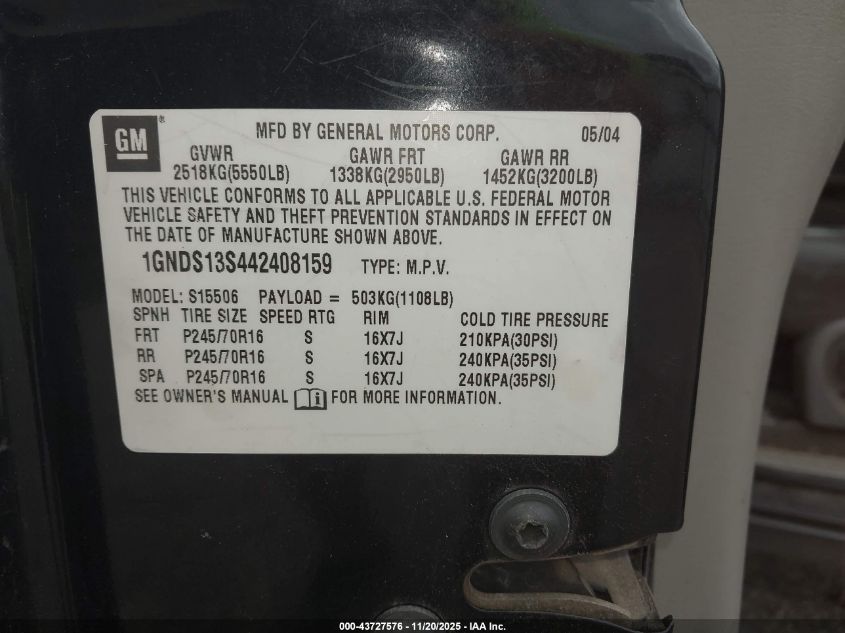 GM ® MFD BY GENERAL MOTORS CORP. 05/04
GVWR GAWR FRT GAWR RR
2518KG(5550LB) 1338KG(2950LB) 1452KG(3200LB)
THIS VEHICLE CONFORMS TO ALL APPLICABLE U.S. FEDERAL MOTOR
VEHICLE SAFETY AND THEFT PREVENTION STANDARDS IN EFFECT ON
THE DATE OF MANUFACTURE SHOWN ABOVE.
1GNDS13S442408159 TYPE: M.P.V.
MODEL: S15506 PAYLOAD = 503KG(1108LB)
SPNH TIRE SIZE SPEED RTG RIM COLD TIRE PRESSURE
FRT P245/70R16 S 16X7J 210KPA(30PSI)
RR P245/70R16 S 16X7J 240KPA(35PSI)
SPA P245/70R16 S 16X7J 240KPA(35PSI)
SEE OWNER'S MANUAL i FOR MORE INFORMATION.
000-43727576 - 11/20/2025 - IAA Inc.